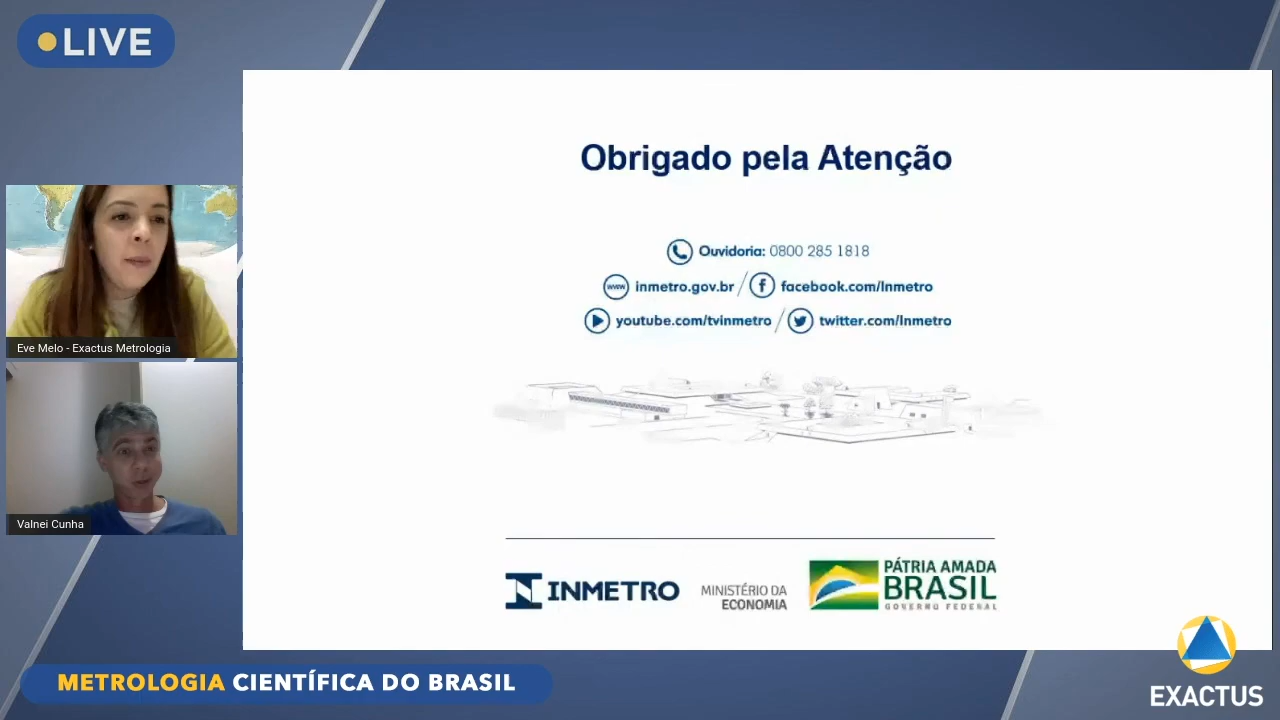 LIVE
Obrigado pela Atenção
Ouvidoria: 0800 285 1818
www inmetro.gov.br / facebook.com/Inmetro
youtube.com/tvinmetro / twitter.com/Inmetro
Eve Melo - Exactus Metrologia
Valnei Cunha
INMETRO
MINISTÉRIO DA
ECONOMIA
PÁTRIA AMADA
BRASIL
GOVERNO FEDERAL
METROLOGIA CIENTÍFICA DO BRASIL
EXACTUS